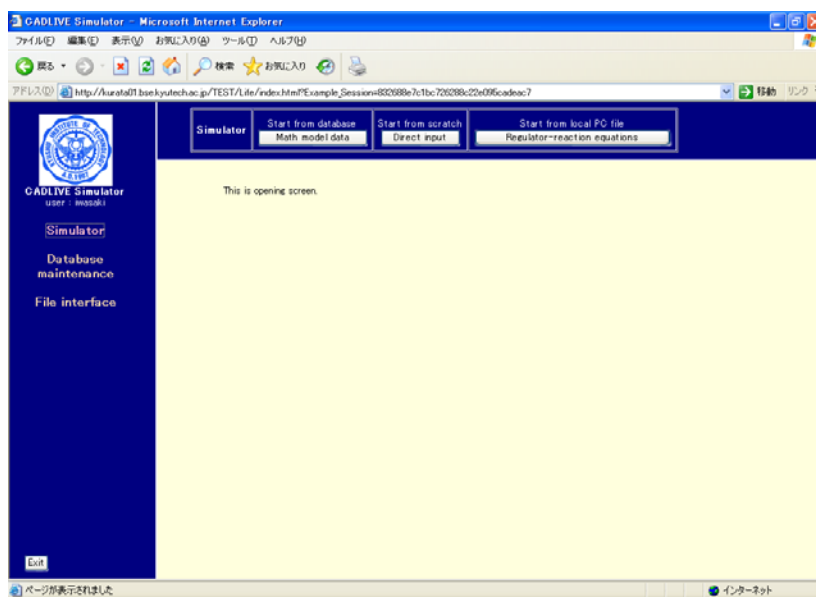 CADLIVE Simulator - Microsoft Internet Explorer
ファイル(F) 編集(E) 表示(V) お気に入り(A) ツール(T) ヘルプ(H)
戻る 検索 お気に入り
アドレス(D) http://kurata01.bse.kyutech.ac.jp/TEST/Life/index.html?Example_Session=832688e7c1bc726288c22e095cadeac7 移動 リンク
CADLIVE Simulator
user : iwasaki
Simulator
Database
maintenance
File interface
Exit
Simulator
Start from database
Math model data
Start from scratch
Direct input
Start from local PC file
Regulator-reaction equations
This is opening screen.
ページが表示されました インターネット